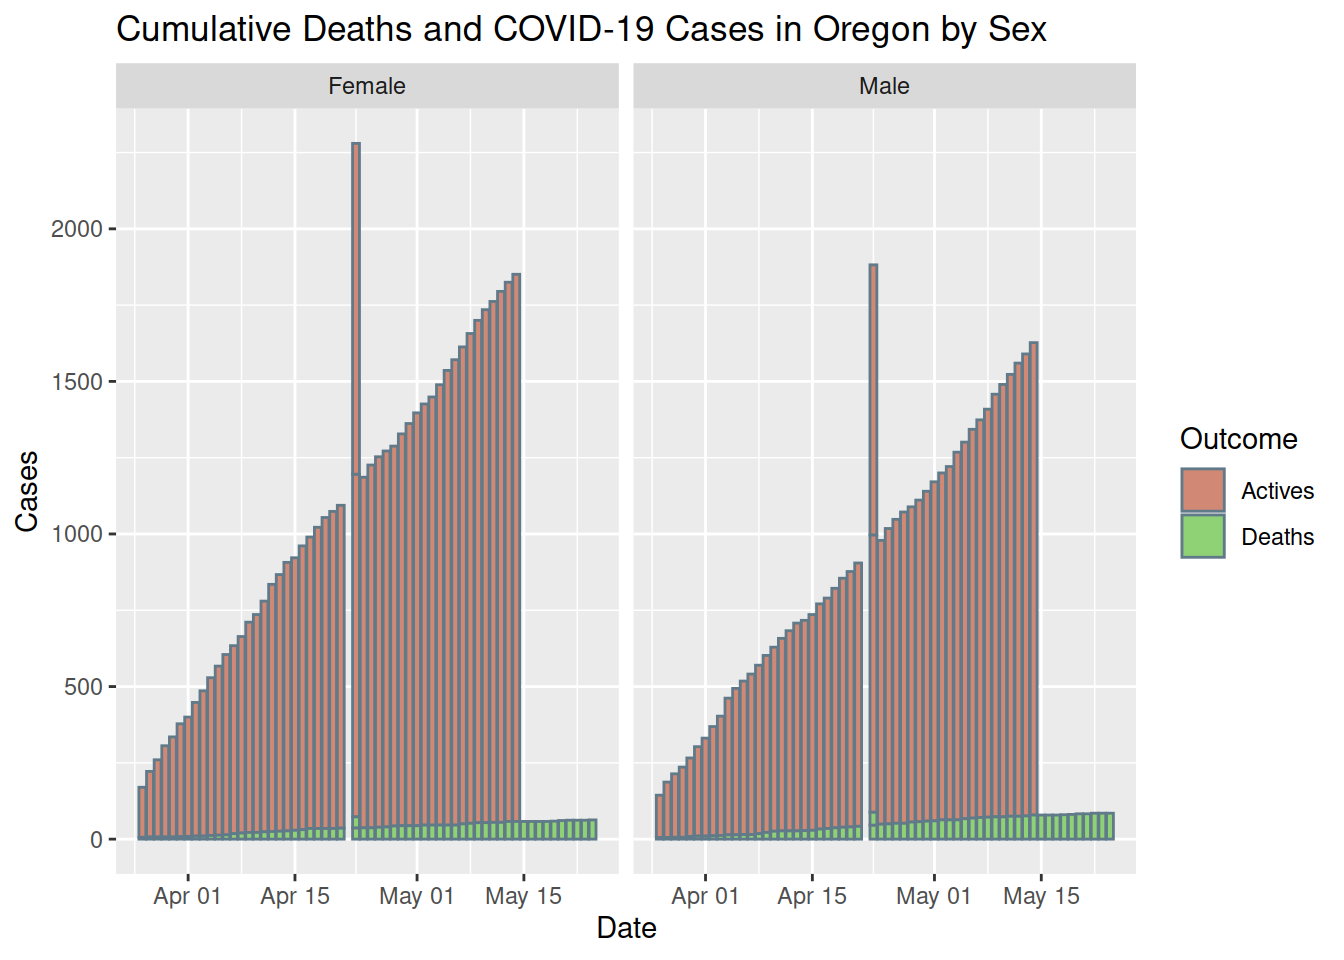 Cumulative Deaths and COVID-19 Cases in Oregon by Sex
Female
Male
2000
1500
1000
500
0
Cases
Apr 01
Apr 15
May 01
May 15
Apr 01
Apr 15
May 01
May 15
Date
Outcome
Actives
Deaths